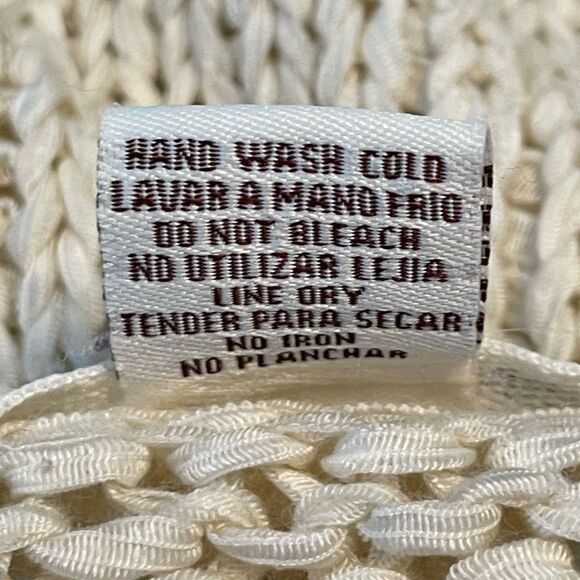 HAND WASH COLD
LAVAR A MANO FRIO
DO NOT BLEACH
NO UTILIZAR LEJIA
LINE DRY
TENDER PARA SECAR
NO IRON
NO PLANCHAR